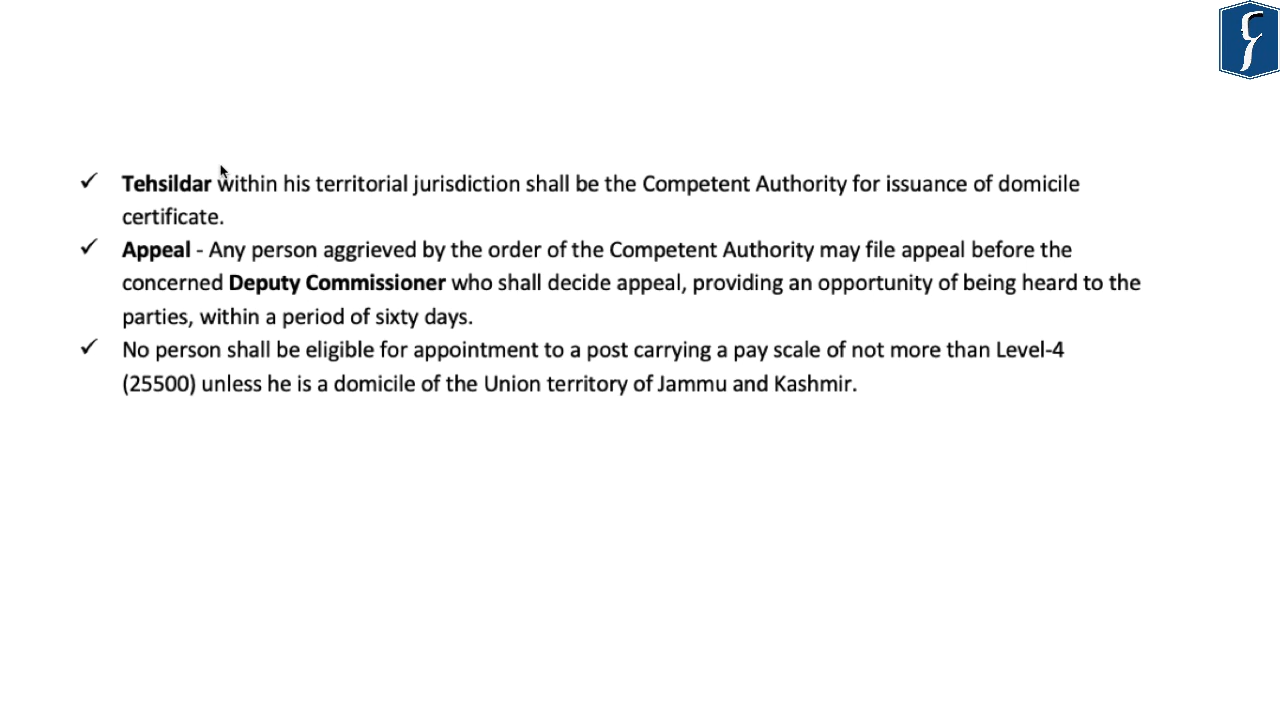 ✓ Tehsildar within his territorial jurisdiction shall be the Competent Authority for issuance of domicile
certificate.
✓ Appeal - Any person aggrieved by the order of the Competent Authority may file appeal before the
concerned Deputy Commissioner who shall decide appeal, providing an opportunity of being heard to the
parties, within a period of sixty days.
✓ No person shall be eligible for appointment to a post carrying a pay scale of not more than Level-4
(25500) unless he is a domicile of the Union territory of Jammu and Kashmir.